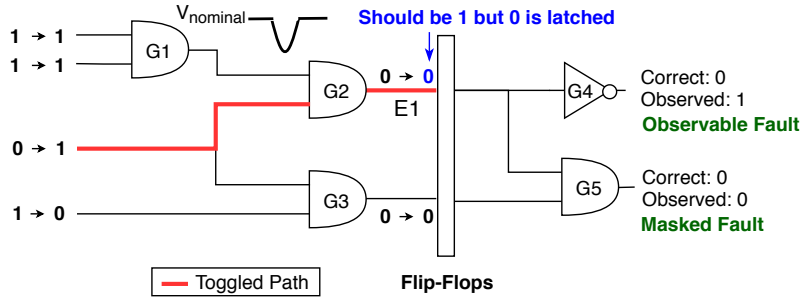 Vnominal
Should be 1 but 0 is latched
1 → 1
1 → 1
G1
G2
0 → 0
E1
G4
Correct: 0
Observed: 1
Observable Fault
0 → 1
1 → 0
G3
0 → 0
G5
Correct: 0
Observed: 0
Masked Fault
Toggled Path
Flip-Flops